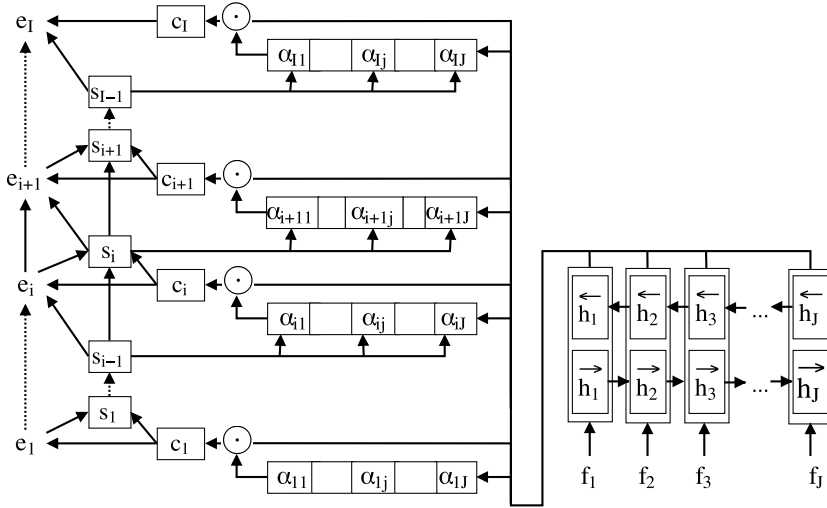 e_I c_I
α_I1 α_Ij α_IJ
s_I–1
s_i+1
e_i+1 c_i+1
α_i+11 α_i+1j α_i+1J
s_i
e_i c_i
α_i1 α_ij α_iJ
s_i–1
s_1
e_1 c_1
α_11 α_1j α_1J
h_1 h_2 h_3 ... h_J
h_1 h_2 h_3 ... h_J
f_1 f_2 f_3 f_J